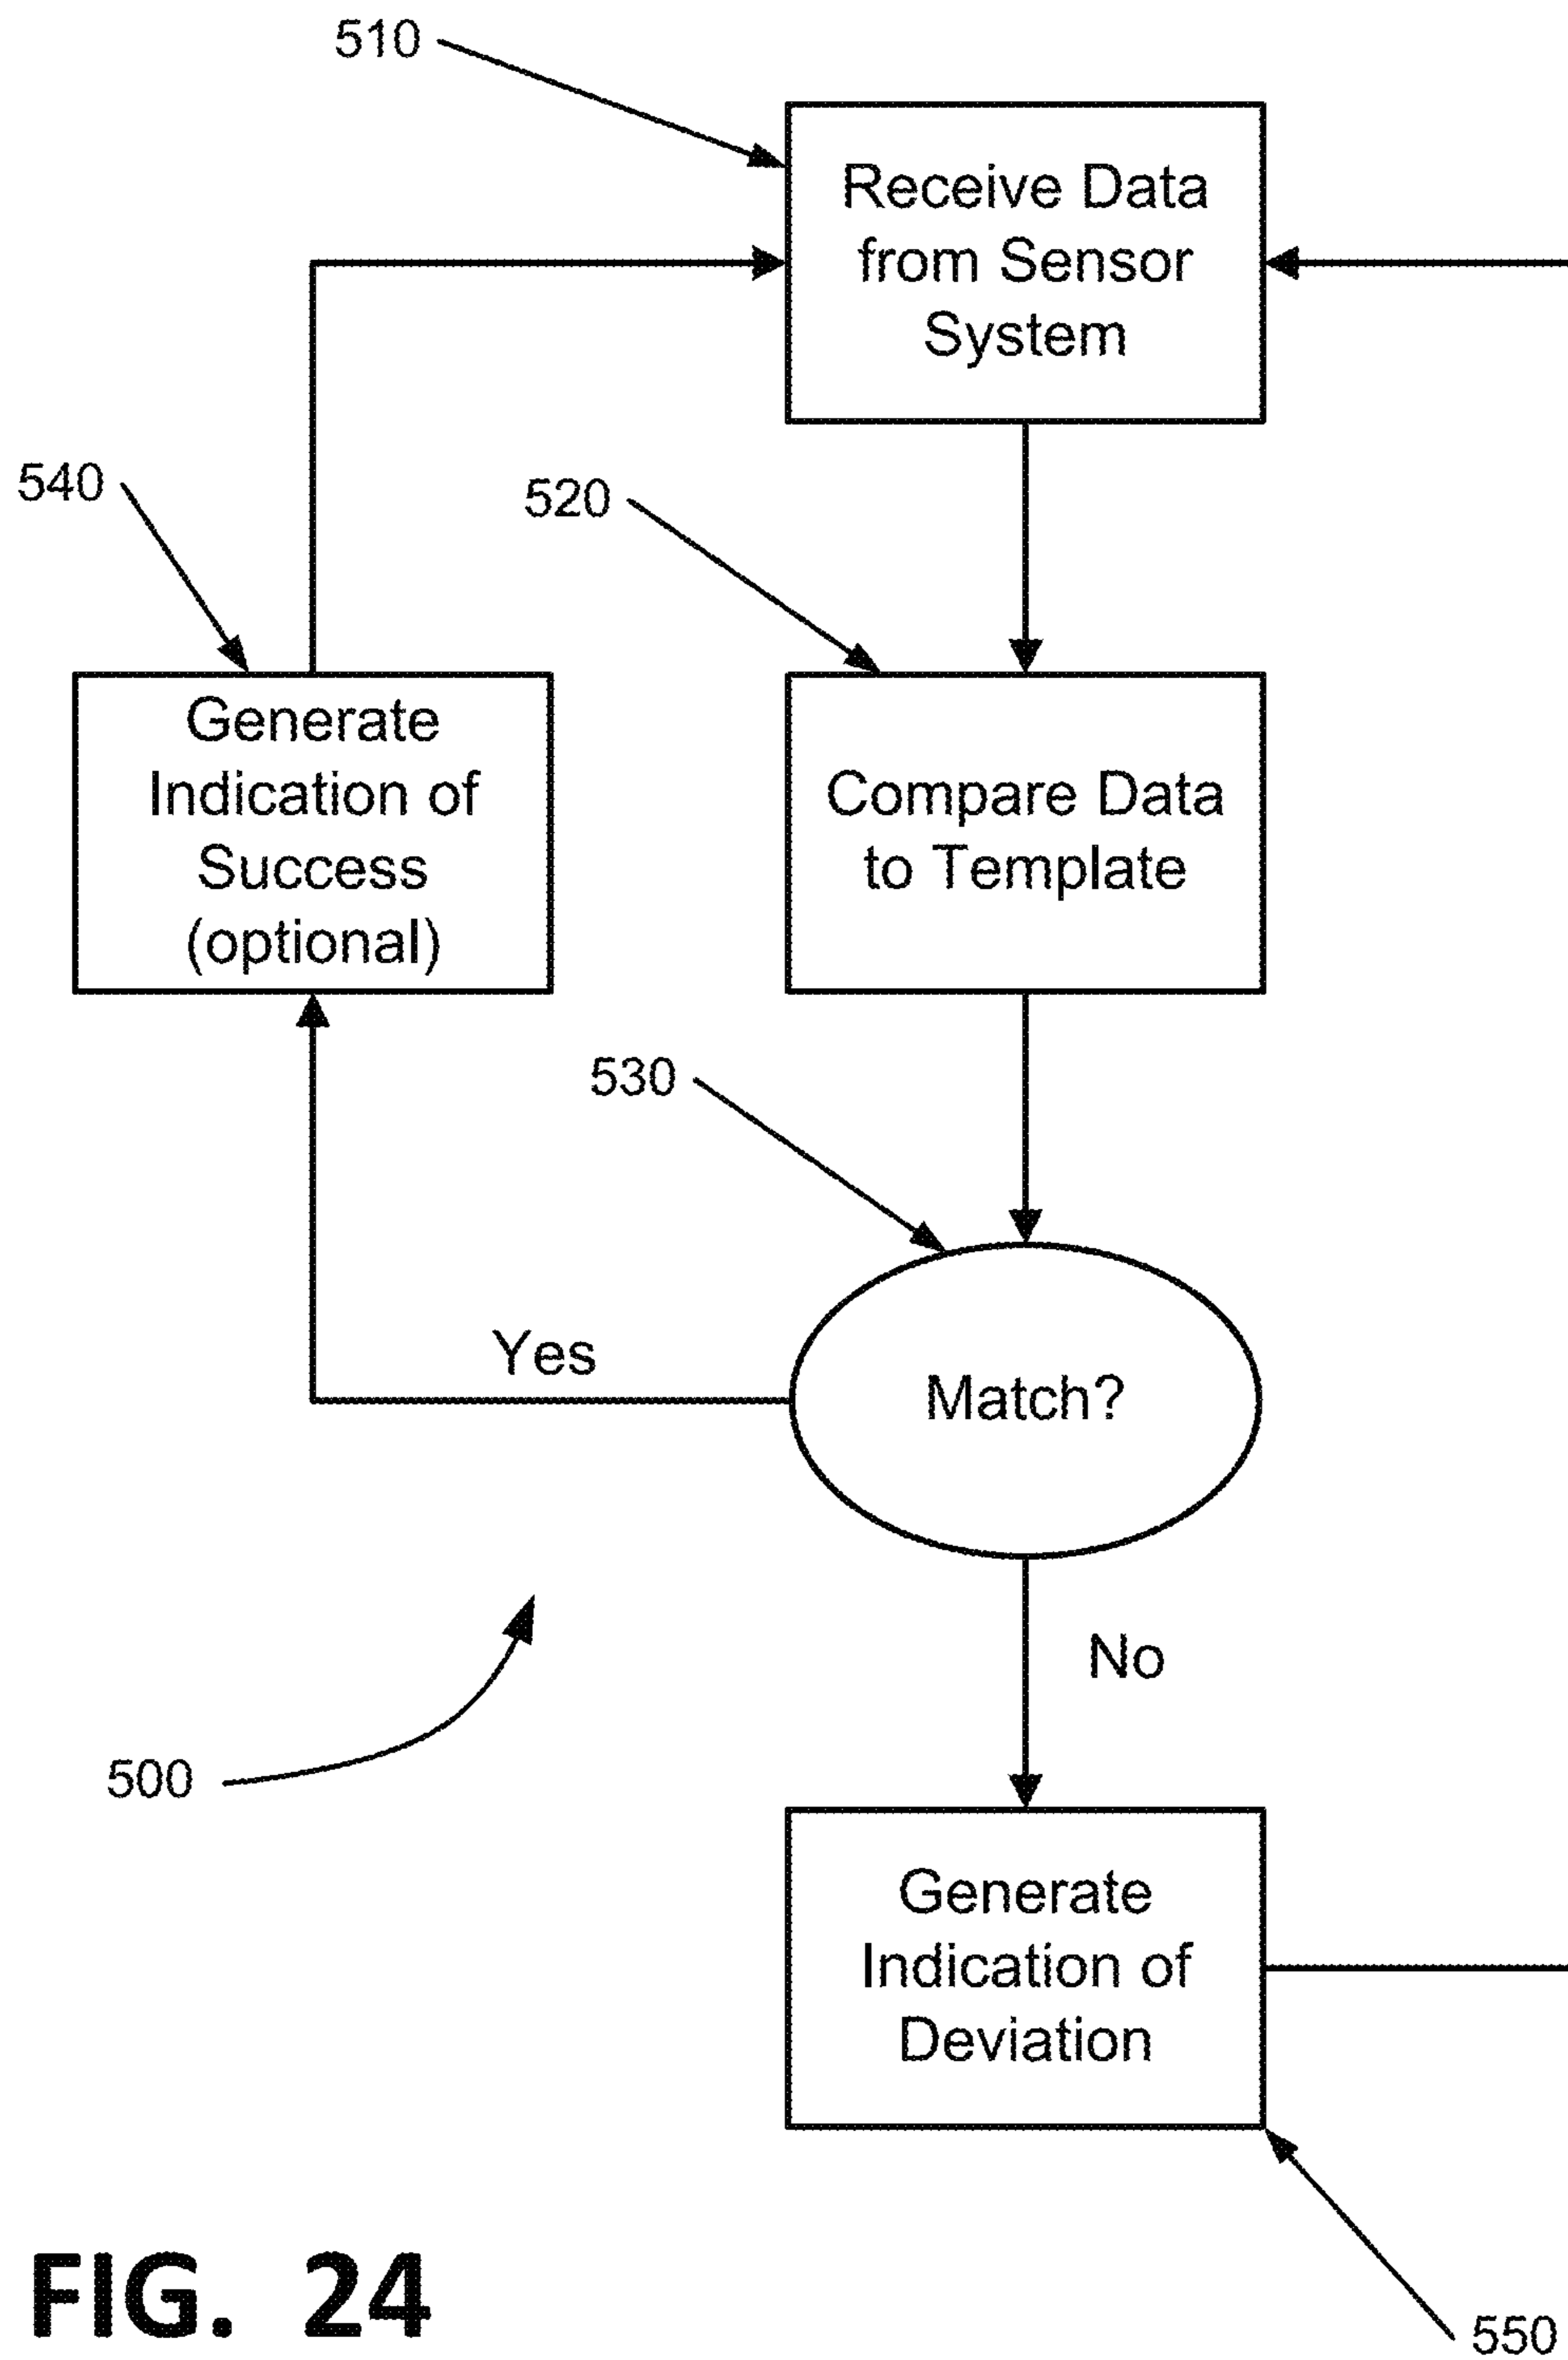 510
Receive Data
from Sensor
System
540
520
Generate
Indication of
Success
(optional)
Compare Data
to Template
530
Yes
Match?
No
500
Generate
Indication of
Deviation
FIG. 24
550